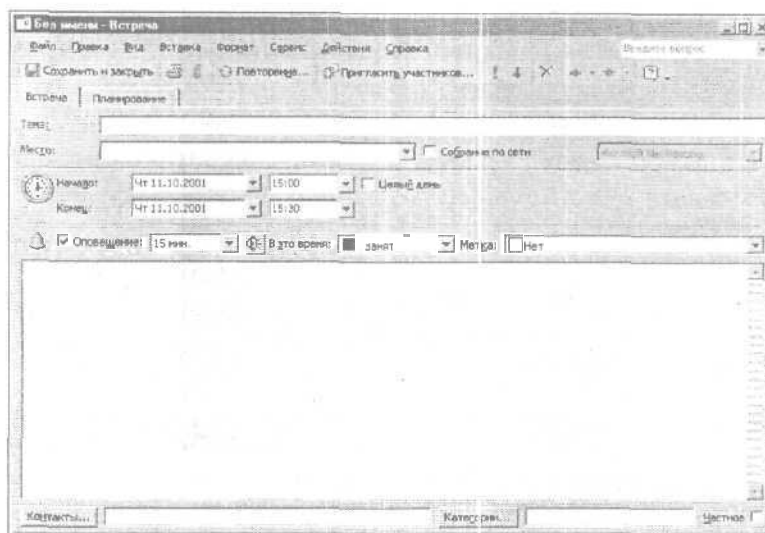 Без имени - Встреча
Файл Правка Вид Вставка Формат Сервис Действия Справка Введите вопрос
Сохранить и закрыть Повторение... Пригласить участников...
Встреча Планирование
Тема:
Место: Собрание по сети
Начало: Чт 11.10.2001 15:00 Целый день
Конец: Чт 11.10.2001 15:30
Оповещение: 15 мин. В это время: занят Метка: Нет
Контакты... Категории... Частное